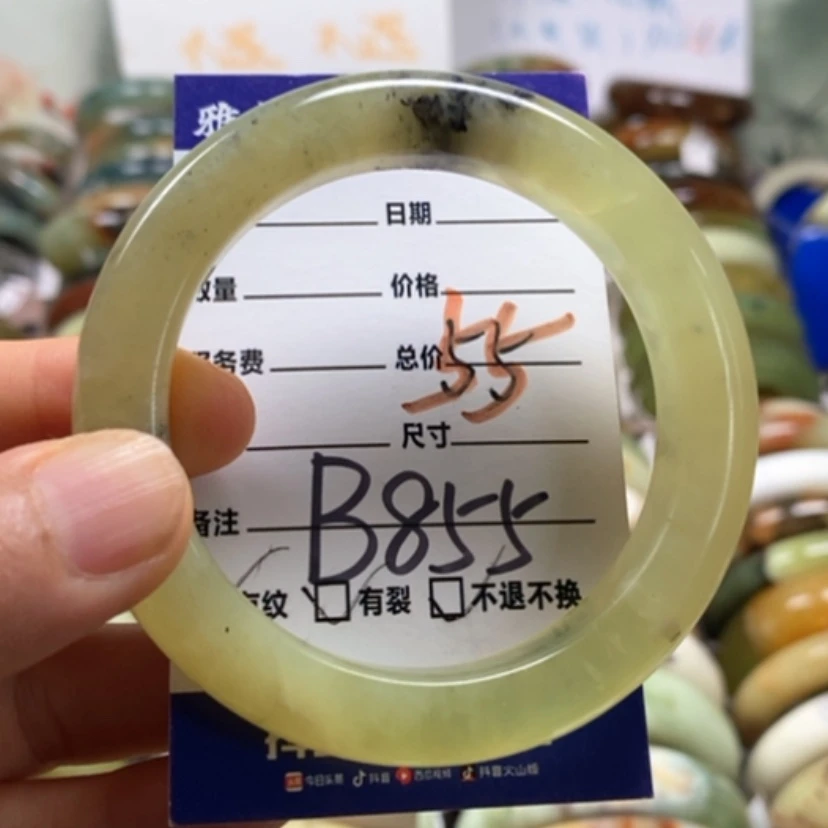 雅
日期
数量 价格
服务费 总价 55
尺寸
备注 B855
有纹 有裂 不退不换
今日头条 抖音 西瓜视频 抖音火山版